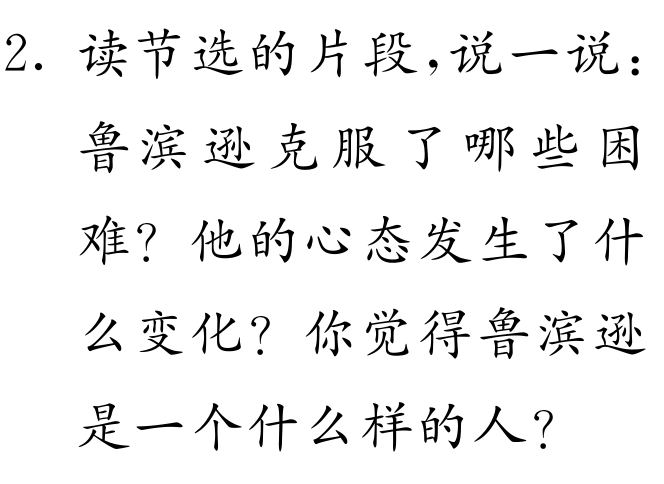 2. 读节选的片段,说一说:
鲁滨逊克服了哪些困
难? 他的心态发生了什
么变化? 你觉得鲁滨逊
是一个什么样的人?